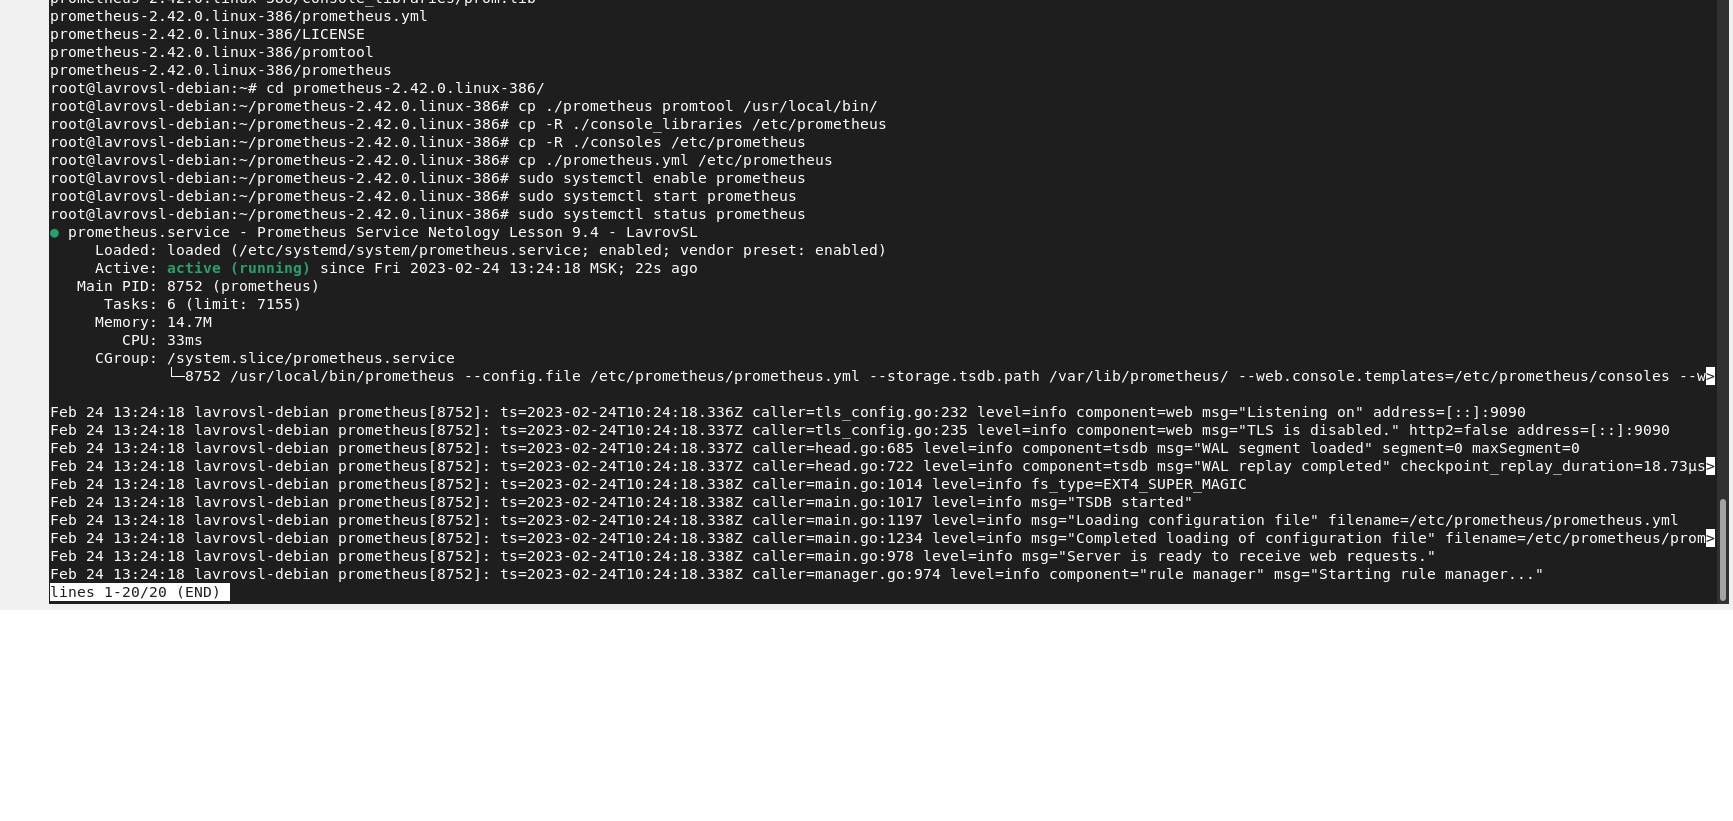 prometheus-2.42.0.linux-386/console_libraries/prom.lib
prometheus-2.42.0.linux-386/prometheus.yml
prometheus-2.42.0.linux-386/LICENSE
prometheus-2.42.0.linux-386/promtool
prometheus-2.42.0.linux-386/prometheus
root@lavrovsl-debian:~# cd prometheus-2.42.0.linux-386/
root@lavrovsl-debian:~/prometheus-2.42.0.linux-386# cp ./prometheus promtool /usr/local/bin/
root@lavrovsl-debian:~/prometheus-2.42.0.linux-386# cp -R ./console_libraries /etc/prometheus
root@lavrovsl-debian:~/prometheus-2.42.0.linux-386# cp -R ./consoles /etc/prometheus
root@lavrovsl-debian:~/prometheus-2.42.0.linux-386# cp ./prometheus.yml /etc/prometheus
root@lavrovsl-debian:~/prometheus-2.42.0.linux-386# sudo systemctl enable prometheus
root@lavrovsl-debian:~/prometheus-2.42.0.linux-386# sudo systemctl start prometheus
root@lavrovsl-debian:~/prometheus-2.42.0.linux-386# sudo systemctl status prometheus
● prometheus.service - Prometheus Service Netology Lesson 9.4 - LavrovSL
     Loaded: loaded (/etc/systemd/system/prometheus.service; enabled; vendor preset: enabled)
     Active: active (running) since Fri 2023-02-24 13:24:18 MSK; 22s ago
   Main PID: 8752 (prometheus)
      Tasks: 6 (limit: 7155)
     Memory: 14.7M
        CPU: 33ms
     CGroup: /system.slice/prometheus.service
             └─8752 /usr/local/bin/prometheus --config.file /etc/prometheus/prometheus.yml --storage.tsdb.path /var/lib/prometheus/ --web.console.templates=/etc/prometheus/consoles --w>
Feb 24 13:24:18 lavrovsl-debian prometheus[8752]: ts=2023-02-24T10:24:18.336Z caller=tls_config.go:232 level=info component=web msg="Listening on" address=[::]:9090
Feb 24 13:24:18 lavrovsl-debian prometheus[8752]: ts=2023-02-24T10:24:18.337Z caller=tls_config.go:235 level=info component=web msg="TLS is disabled." http2=false address=[::]:9090
Feb 24 13:24:18 lavrovsl-debian prometheus[8752]: ts=2023-02-24T10:24:18.337Z caller=head.go:685 level=info component=tsdb msg="WAL segment loaded" segment=0 maxSegment=0
Feb 24 13:24:18 lavrovsl-debian prometheus[8752]: ts=2023-02-24T10:24:18.337Z caller=head.go:722 level=info component=tsdb msg="WAL replay completed" checkpoint_replay_duration=18.73µs>
Feb 24 13:24:18 lavrovsl-debian prometheus[8752]: ts=2023-02-24T10:24:18.338Z caller=main.go:1014 level=info fs_type=EXT4_SUPER_MAGIC
Feb 24 13:24:18 lavrovsl-debian prometheus[8752]: ts=2023-02-24T10:24:18.338Z caller=main.go:1017 level=info msg="TSDB started"
Feb 24 13:24:18 lavrovsl-debian prometheus[8752]: ts=2023-02-24T10:24:18.338Z caller=main.go:1197 level=info msg="Loading configuration file" filename=/etc/prometheus/prometheus.yml
Feb 24 13:24:18 lavrovsl-debian prometheus[8752]: ts=2023-02-24T10:24:18.338Z caller=main.go:1234 level=info msg="Completed loading of configuration file" filename=/etc/prometheus/prom>
Feb 24 13:24:18 lavrovsl-debian prometheus[8752]: ts=2023-02-24T10:24:18.338Z caller=main.go:978 level=info msg="Server is ready to receive web requests."
Feb 24 13:24:18 lavrovsl-debian prometheus[8752]: ts=2023-02-24T10:24:18.338Z caller=manager.go:974 level=info component="rule manager" msg="Starting rule manager..."
lines 1-20/20 (END)